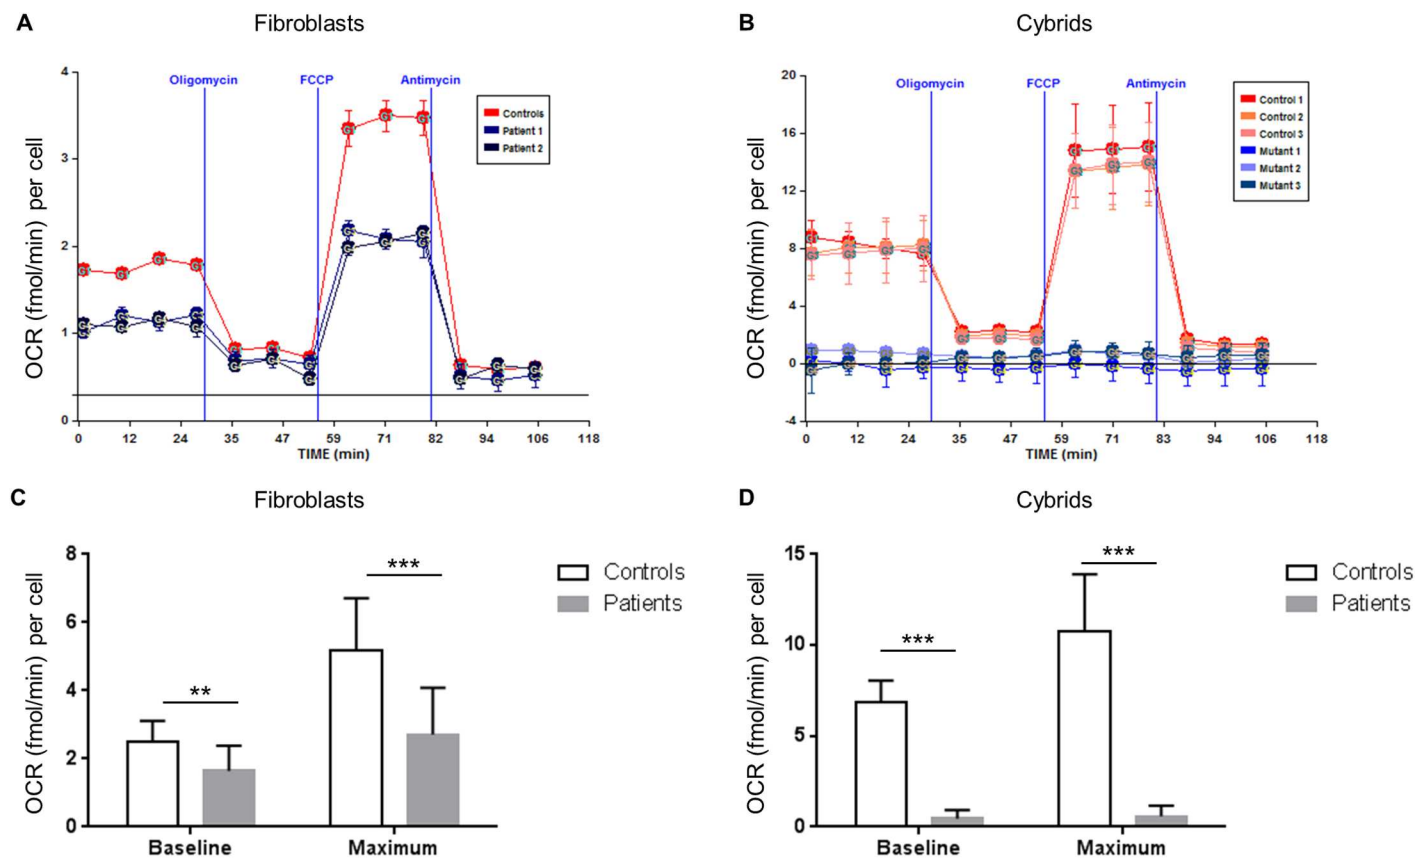 A
Fibroblasts
OCR (fmol/min) per cell
4
3
2
1
0
Oligomycin
FCCP
Antimycin
Controls
Patient 1
Patient 2
0 12 24 35 47 59 71 82 94 106 118
TIME (min)
B
Cybrids
OCR (fmol/min) per cell
20
16
12
8
4
0
-4
Oligomycin
FCCP
Antimycin
Control 1
Control 2
Control 3
Mutant 1
Mutant 2
Mutant 3
0 12 24 35 47 59 71 83 94 106 118
TIME (min)
C
Fibroblasts
OCR (fmol/min) per cell
8
6
4
2
0
**
***
Controls
Patients
Baseline Maximum
D
Cybrids
OCR (fmol/min) per cell
15
10
5
0
***
***
Controls
Patients
Baseline Maximum